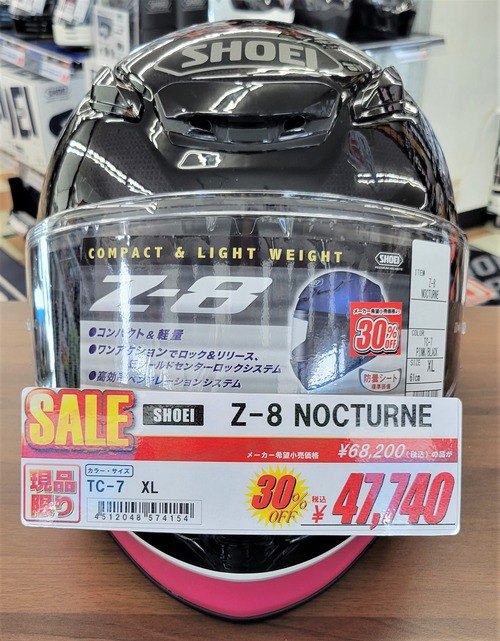 SHOEI
COMPACT & LIGHT WEIGHT
SHOEI
Z-8
●コンパクト&軽量
●ワンアクションでロック&リリース、
ールドセンターロックシステム
●高効率ベンチレーションシステム
メーカー希望小売価格より
30%
OFF
防曇シート
標準装備
ITEM
Z-8
NOCTURNE
COLOR
TC-7
PINK/BLACK
SIZE
XL
61cm
SALE
SHOEI
Z-8 NOCTURNE
メーカー希望小売価格
¥68,200(税込)の品が
現品
限り
カラー・サイズ
TC-7 XL
4512048 574154
30%
OFF
税込
¥47,740